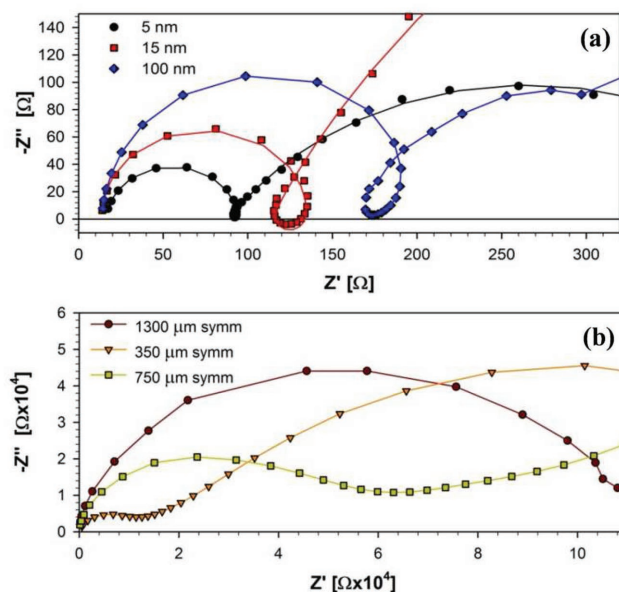 (a)
5 nm
15 nm
100 nm
-Z'' [Ω]
140
120
100
80
60
40
20
0
0 50 100 150 200 250 300
Z' [Ω]
(b)
1300 μm symm
350 μm symm
750 μm symm
-Z'' [Ωx10⁴]
6
5
4
3
2
1
0
0 2 4 6 8 10
Z' [Ωx10⁴]